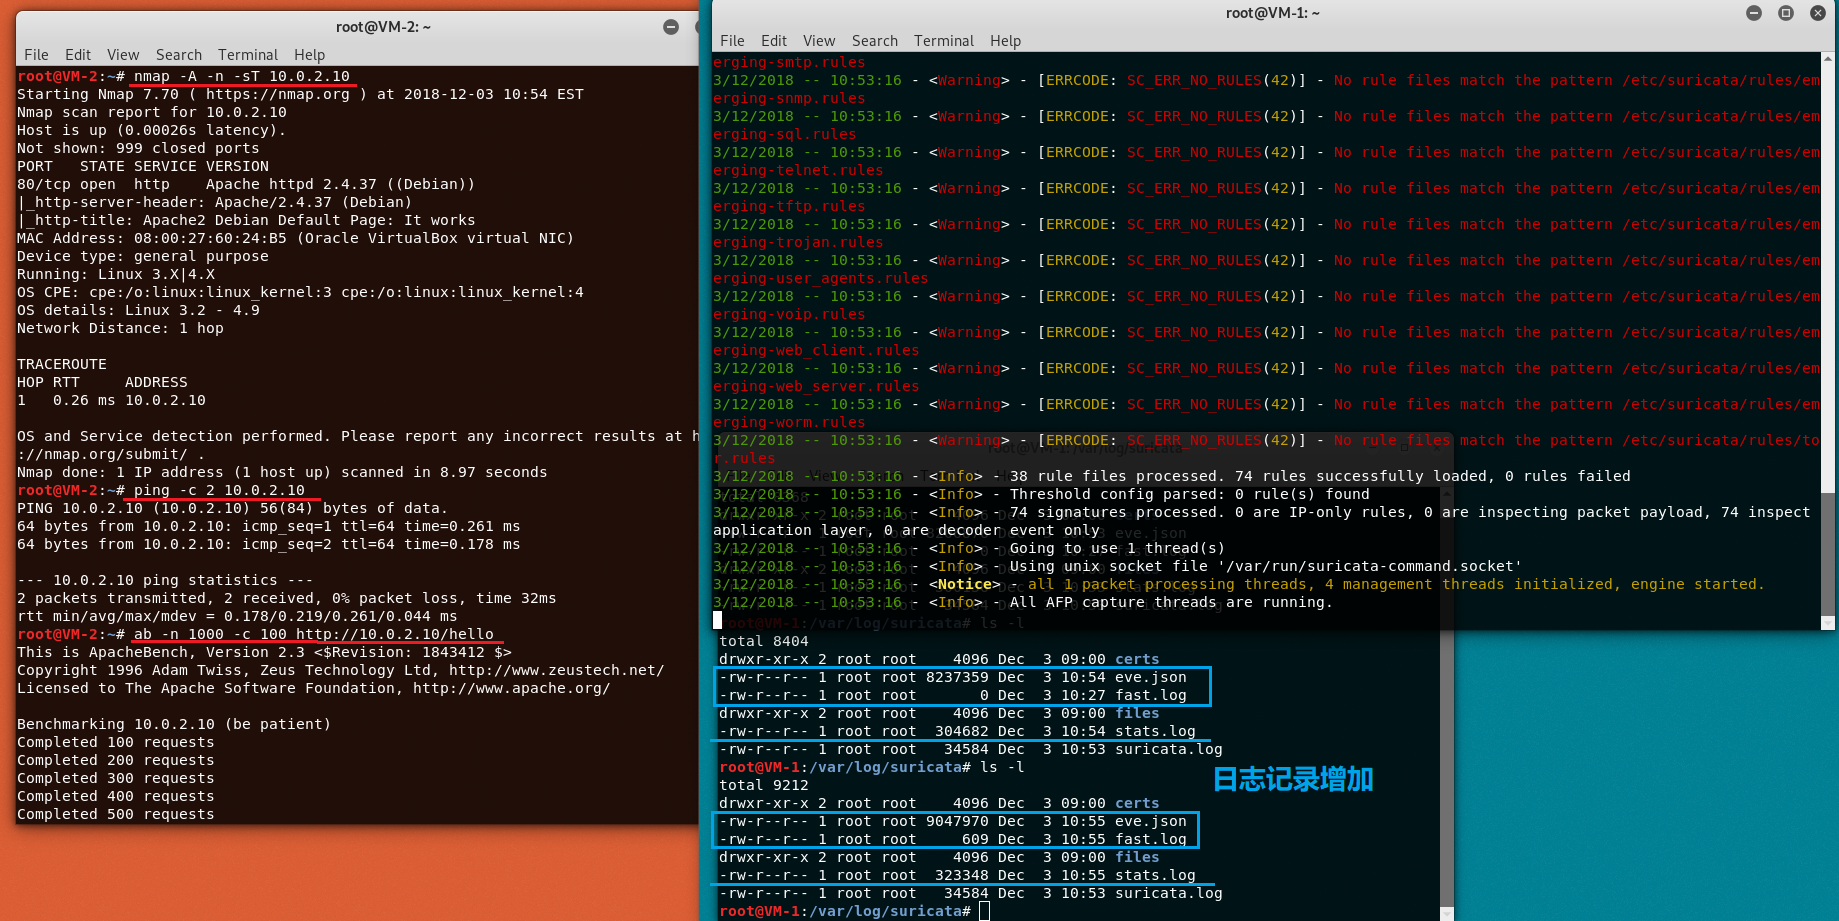 root@VM-2: ~
File Edit View Search Terminal Help
root@VM-2:~# nmap -A -n -sT 10.0.2.10
Starting Nmap 7.70 ( https://nmap.org ) at 2018-12-03 10:54 EST
Nmap scan report for 10.0.2.10
Host is up (0.00026s latency).
Not shown: 999 closed ports
PORT   STATE SERVICE VERSION
80/tcp open  http    Apache httpd 2.4.37 ((Debian))
|_http-server-header: Apache/2.4.37 (Debian)
|_http-title: Apache2 Debian Default Page: It works
MAC Address: 08:00:27:60:24:B5 (Oracle VirtualBox virtual NIC)
Device type: general purpose
Running: Linux 3.X|4.X
OS CPE: cpe:/o:linux:linux_kernel:3 cpe:/o:linux:linux_kernel:4
OS details: Linux 3.2 - 4.9
Network Distance: 1 hop
TRACEROUTE
HOP RTT     ADDRESS
1   0.26 ms 10.0.2.10
OS and Service detection performed. Please report any incorrect results at h
://nmap.org/submit/ .
Nmap done: 1 IP address (1 host up) scanned in 8.97 seconds
root@VM-2:~# ping -c 2 10.0.2.10
PING 10.0.2.10 (10.0.2.10) 56(84) bytes of data.
64 bytes from 10.0.2.10: icmp_seq=1 ttl=64 time=0.261 ms
64 bytes from 10.0.2.10: icmp_seq=2 ttl=64 time=0.178 ms
--- 10.0.2.10 ping statistics ---
2 packets transmitted, 2 received, 0% packet loss, time 32ms
rtt min/avg/max/mdev = 0.178/0.219/0.261/0.044 ms
root@VM-2:~# ab -n 1000 -c 100 http://10.0.2.10/hello
This is ApacheBench, Version 2.3 <$Revision: 1843412 $>
Copyright 1996 Adam Twiss, Zeus Technology Ltd, http://www.zeustech.net/
Licensed to The Apache Software Foundation, http://www.apache.org/
Benchmarking 10.0.2.10 (be patient)
Completed 100 requests
Completed 200 requests
Completed 300 requests
Completed 400 requests
Completed 500 requests
root@VM-1: ~
File Edit View Search Terminal Help
erging-smtp.rules
3/12/2018 -- 10:53:16 - <Warning> - [ERRCODE: SC_ERR_NO_RULES(42)] - No rule files match the pattern /etc/suricata/rules/em
erging-snmp.rules
3/12/2018 -- 10:53:16 - <Warning> - [ERRCODE: SC_ERR_NO_RULES(42)] - No rule files match the pattern /etc/suricata/rules/em
erging-sql.rules
3/12/2018 -- 10:53:16 - <Warning> - [ERRCODE: SC_ERR_NO_RULES(42)] - No rule files match the pattern /etc/suricata/rules/em
erging-telnet.rules
3/12/2018 -- 10:53:16 - <Warning> - [ERRCODE: SC_ERR_NO_RULES(42)] - No rule files match the pattern /etc/suricata/rules/em
erging-tftp.rules
3/12/2018 -- 10:53:16 - <Warning> - [ERRCODE: SC_ERR_NO_RULES(42)] - No rule files match the pattern /etc/suricata/rules/em
erging-trojan.rules
3/12/2018 -- 10:53:16 - <Warning> - [ERRCODE: SC_ERR_NO_RULES(42)] - No rule files match the pattern /etc/suricata/rules/em
erging-user_agents.rules
3/12/2018 -- 10:53:16 - <Warning> - [ERRCODE: SC_ERR_NO_RULES(42)] - No rule files match the pattern /etc/suricata/rules/em
erging-voip.rules
3/12/2018 -- 10:53:16 - <Warning> - [ERRCODE: SC_ERR_NO_RULES(42)] - No rule files match the pattern /etc/suricata/rules/em
erging-web_client.rules
3/12/2018 -- 10:53:16 - <Warning> - [ERRCODE: SC_ERR_NO_RULES(42)] - No rule files match the pattern /etc/suricata/rules/em
erging-web_server.rules
3/12/2018 -- 10:53:16 - <Warning> - [ERRCODE: SC_ERR_NO_RULES(42)] - No rule files match the pattern /etc/suricata/rules/em
erging-worm.rules
3/12/2018 -- 10:53:16 - <Warning> - [ERRCODE: SC_ERR_NO_RULES(42)] - No rule files match the pattern /etc/suricata/rules/to
r.rules
3/12/2018 -- 10:53:16 - <Info> - 38 rule files processed. 74 rules successfully loaded, 0 rules failed
3/12/2018 -- 10:53:16 - <Info> - Threshold config parsed: 0 rule(s) found
3/12/2018 -- 10:53:16 - <Info> - 74 signatures processed. 0 are IP-only rules, 0 are inspecting packet payload, 74 inspect
application layer, 0 are decoder event only
3/12/2018 -- 10:53:16 - <Info> - Going to use 1 thread(s)
3/12/2018 -- 10:53:16 - <Info> - Using unix socket file '/var/run/suricata-command.socket'
3/12/2018 -- 10:53:16 - <Notice> - all 1 packet processing threads, 4 management threads initialized, engine started.
3/12/2018 -- 10:53:16 - <Info> - All AFP capture threads are running.
root@VM-1:/var/log/suricata# ls -l
total 8404
drwxr-xr-x 2 root root    4096 Dec  3 09:00 certs
-rw-r--r-- 1 root root 8237359 Dec  3 10:54 eve.json
-rw-r--r-- 1 root root       0 Dec  3 10:27 fast.log
drwxr-xr-x 2 root root    4096 Dec  3 09:00 files
-rw-r--r-- 1 root root  304682 Dec  3 10:54 stats.log
-rw-r--r-- 1 root root   34584 Dec  3 10:53 suricata.log
root@VM-1:/var/log/suricata# ls -l
日志记录增加
total 9212
drwxr-xr-x 2 root root    4096 Dec  3 09:00 certs
-rw-r--r-- 1 root root 9047970 Dec  3 10:55 eve.json
-rw-r--r-- 1 root root     609 Dec  3 10:55 fast.log
drwxr-xr-x 2 root root    4096 Dec  3 09:00 files
-rw-r--r-- 1 root root  323348 Dec  3 10:55 stats.log
-rw-r--r-- 1 root root   34584 Dec  3 10:53 suricata.log
root@VM-1:/var/log/suricata#